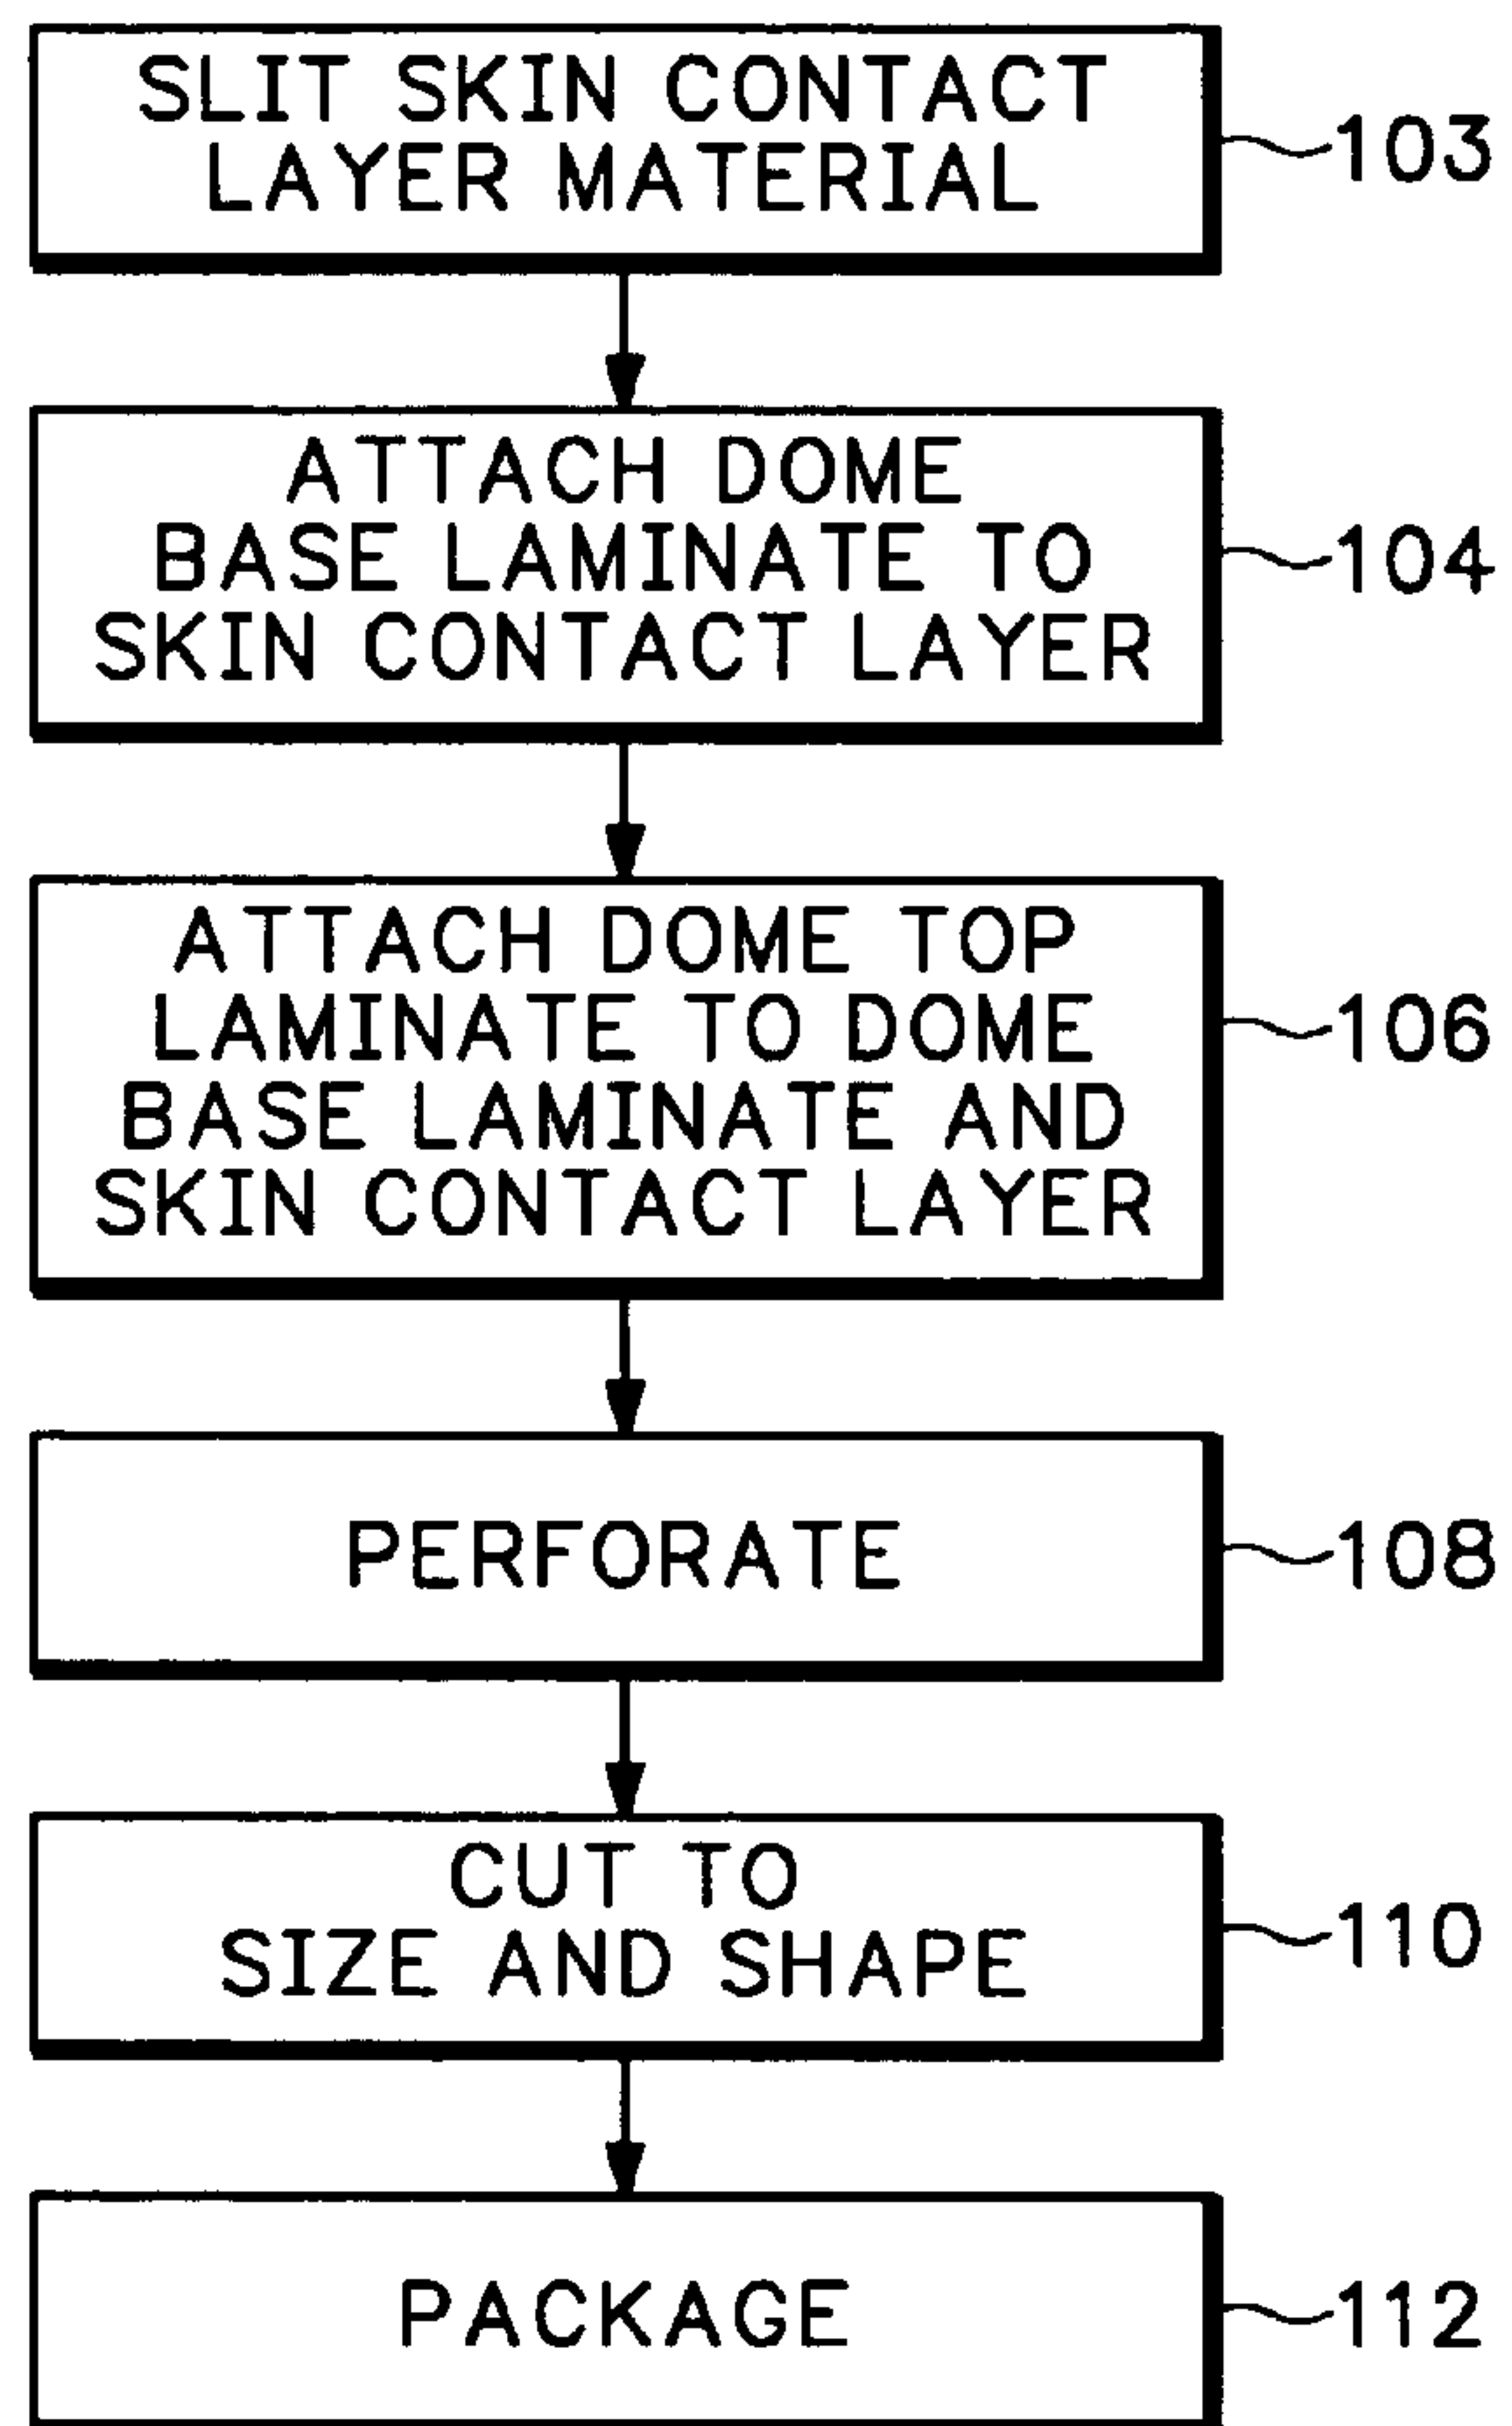 SLIT SKIN CONTACT
LAYER MATERIAL
103
ATTACH DOME
BASE LAMINATE TO
SKIN CONTACT LAYER
104
ATTACH DOME TOP
LAMINATE TO DOME
BASE LAMINATE AND
SKIN CONTACT LAYER
106
PERFORATE
108
CUT TO
SIZE AND SHAPE
110
PACKAGE
112